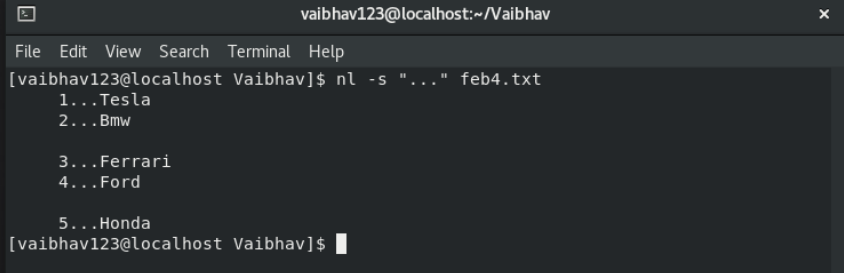 vaibhav123@localhost:~/Vaibhav
File Edit View Search Terminal Help
[vaibhav123@localhost Vaibhav]$ nl -s "..." feb4.txt
1...Tesla
2...Bmw
3...Ferrari
4...Ford
5...Honda
[vaibhav123@localhost Vaibhav]$